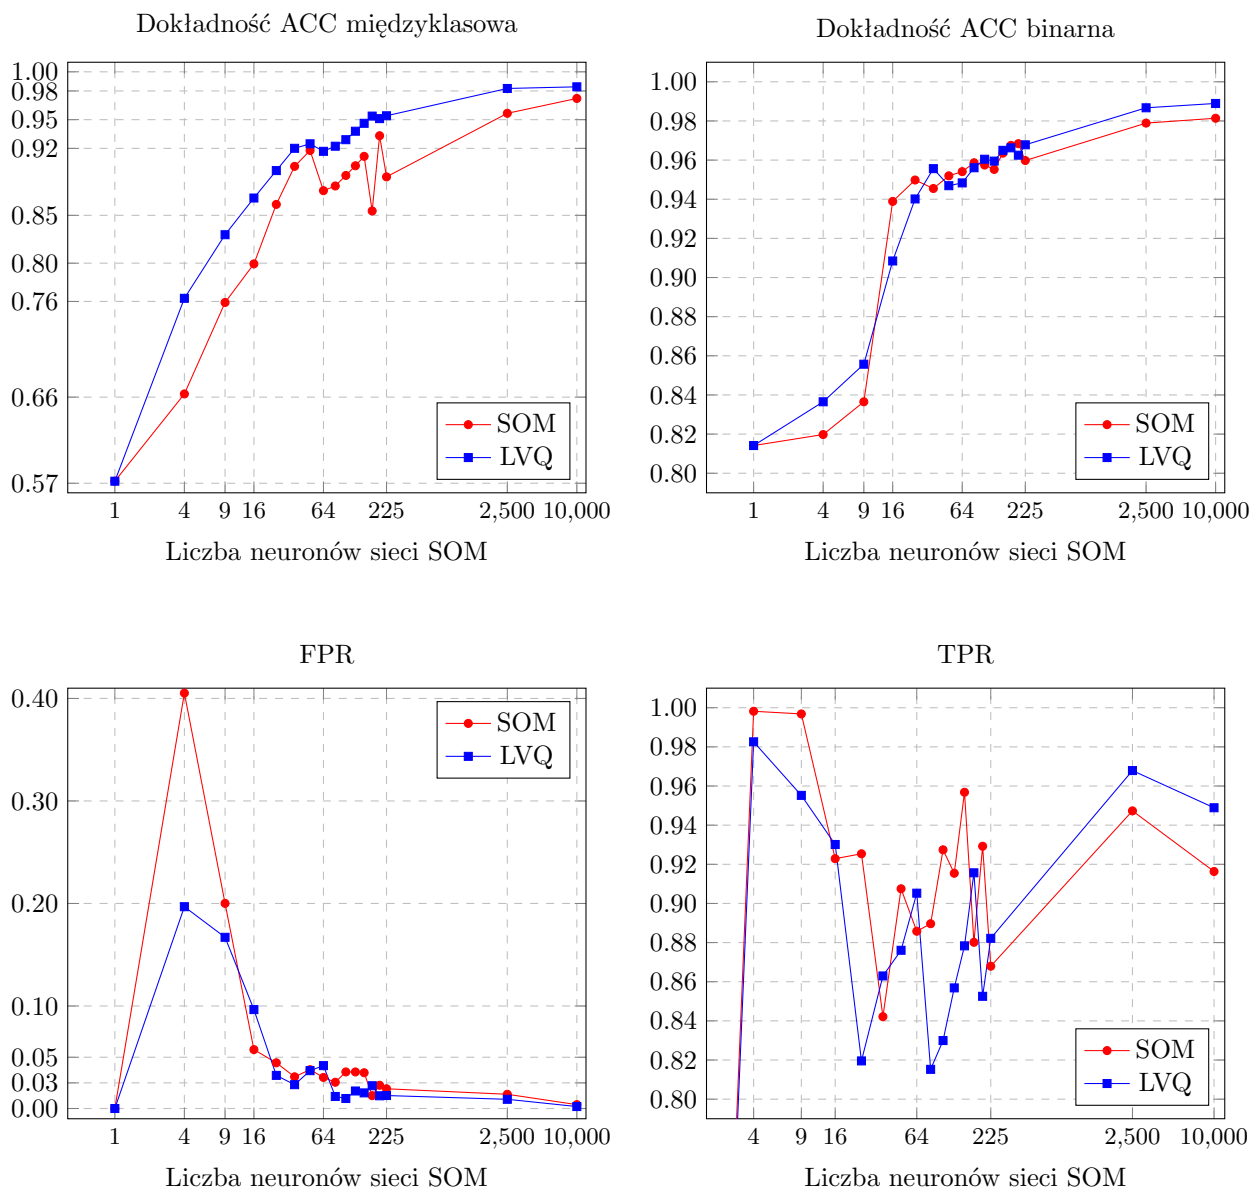 Dokładność ACC międzyklasowa
1.00
0.98
0.95
0.92
0.85
0.80
0.76
0.66
0.57
SOM
LVQ
1 4 9 16 64 225 2,500 10,000
Liczba neuronów sieci SOM
Dokładność ACC binarna
1.00
0.98
0.96
0.94
0.92
0.90
0.88
0.86
0.84
0.82
0.80
SOM
LVQ
1 4 9 16 64 225 2,500 10,000
Liczba neuronów sieci SOM
FPR
0.40
0.30
0.20
0.10
0.05
0.03
0.00
SOM
LVQ
1 4 9 16 64 225 2,500 10,000
Liczba neuronów sieci SOM
TPR
1.00
0.98
0.96
0.94
0.92
0.90
0.88
0.86
0.84
0.82
0.80
SOM
LVQ
4 9 16 64 225 2,500 10,000
Liczba neuronów sieci SOM